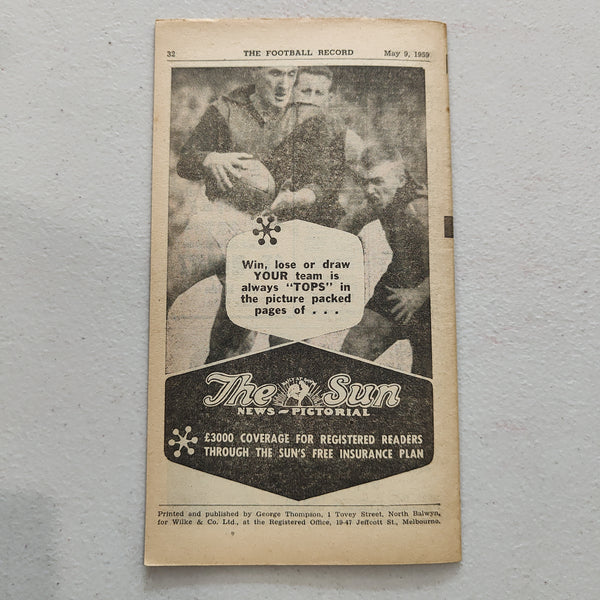 32 THE FOOTBALL RECORD May 9, 1959
Win, lose or draw
YOUR team is
always "TOPS" in
the picture packed
pages of . . .
The Sun
NEWS-PICTORIAL
£3000 COVERAGE FOR REGISTERED READERS
THROUGH THE SUN'S FREE INSURANCE PLAN
Printed and published by George Thompson, 1 Tovey Street, North Balwyn,
for Wilke & Co. Ltd., at the Registered Office, 19-47 Jeffcott St., Melbourne.